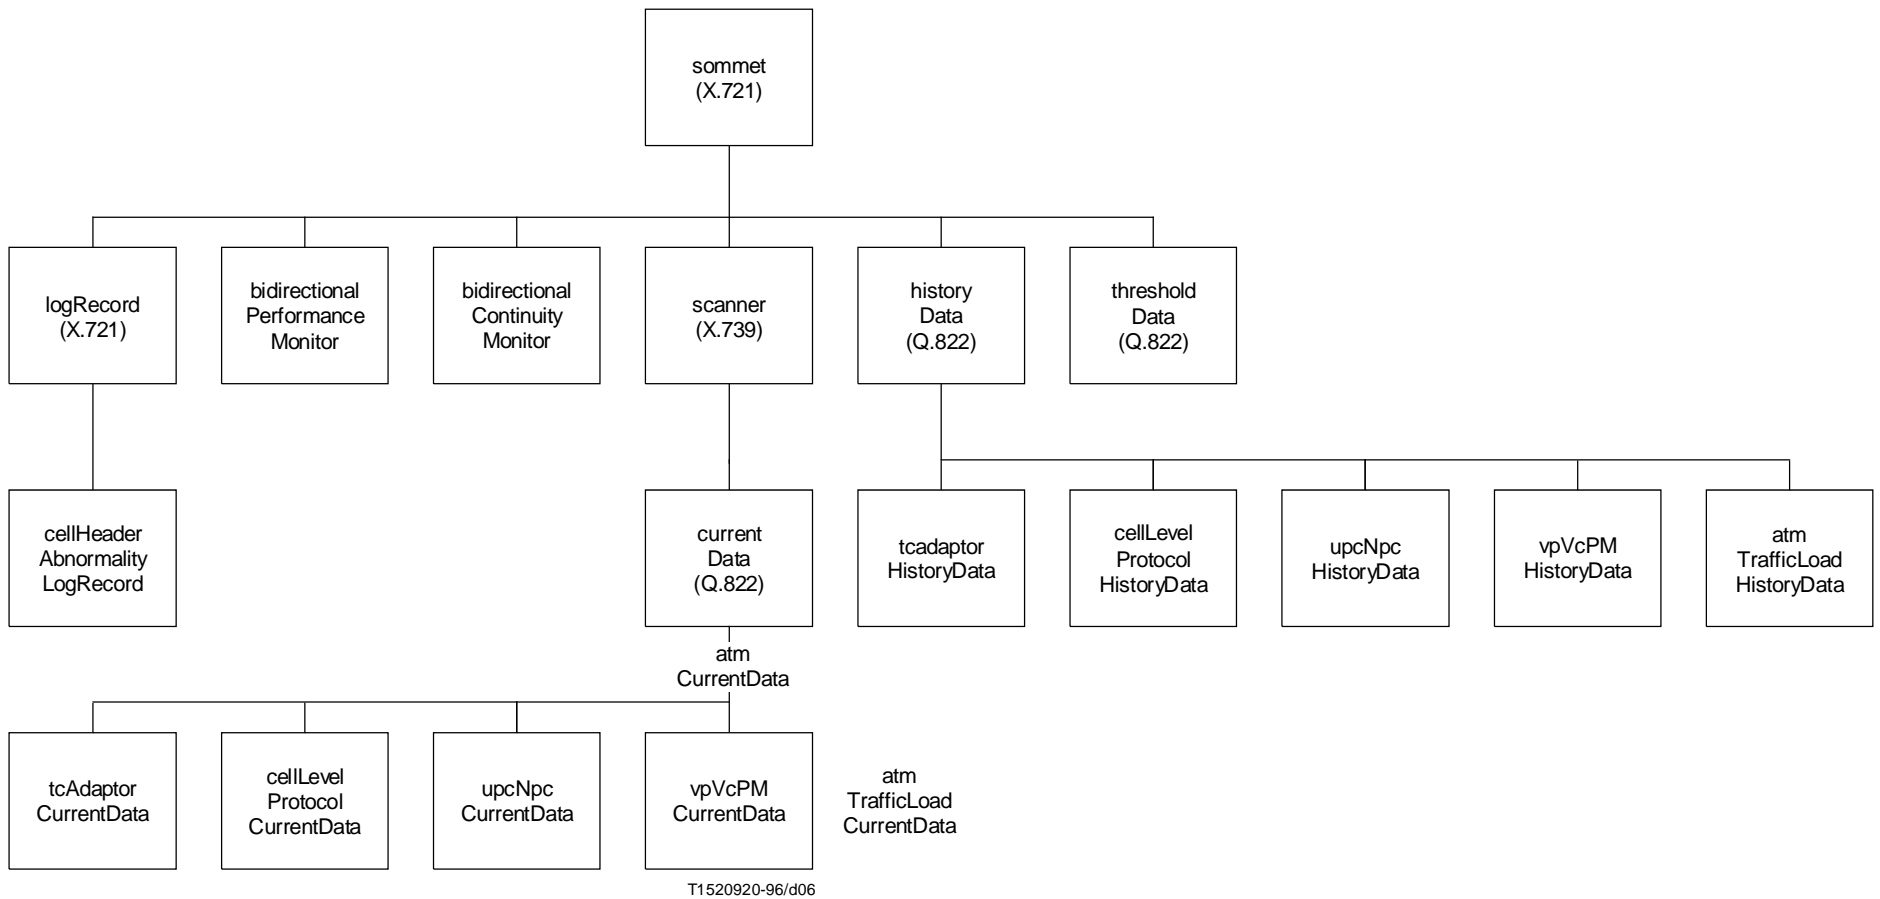 sommet
(X.721)
logRecord
(X.721)
bidirectional
Performance
Monitor
bidirectional
Continuity
Monitor
scanner
(X.739)
history
Data
(Q.822)
threshold
Data
(Q.822)
cellHeader
Abnormality
LogRecord
current
Data
(Q.822)
tcadaptor
HistoryData
cellLevel
Protocol
HistoryData
upcNpc
HistoryData
vpVcPM
HistoryData
atm
TrafficLoad
HistoryData
atm
CurrentData
tcAdaptor
CurrentData
cellLevel
Protocol
CurrentData
upcNpc
CurrentData
vpVcPM
CurrentData
atm
TrafficLoad
CurrentData
T1520920-96/d06